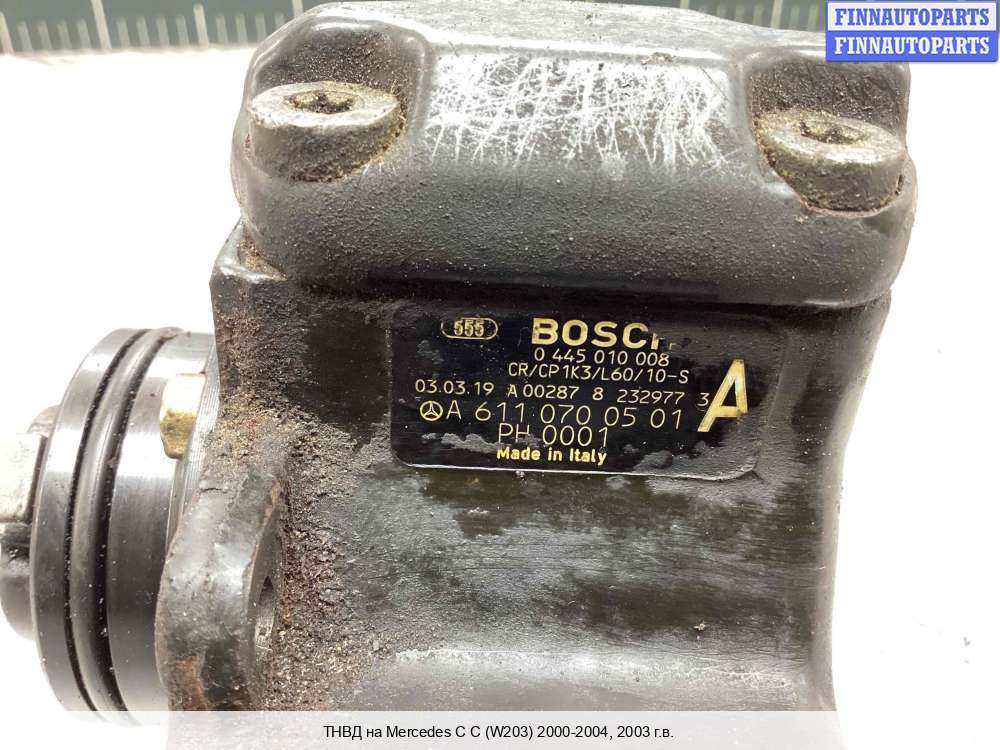 FINNAUTOPARTS
FINNAUTOPARTS
555 BOSCH
0 445 010 008
CR/CP1K3/L60/10-S
03.03.19 A 00287 8 232977 3
A
A 611 070 05 01
PH 0001
Made in Italy
ТНВД на Mercedes C C (W203) 2000-2004, 2003 г.в.